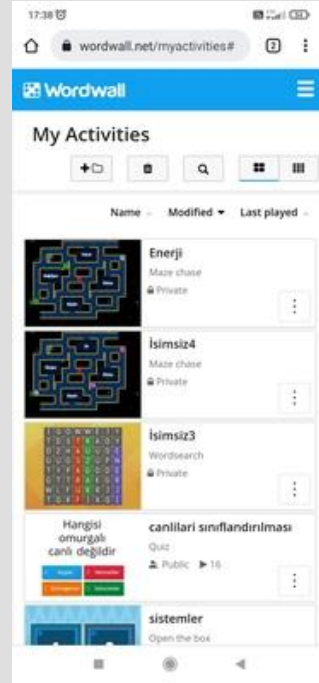 17:38
wordwall.net/myactivities#
2
Wordwall
My Activities
Name
Modified
Last played
Enerji
Maze chase
Private
İsimsiz4
Maze chase
Private
İsimsiz3
Wordsearch
Private
Hangisi
omurgalı
canlı değildir
canlilari sınıflandırılması
Quiz
Public 16
sistemler
Open the box